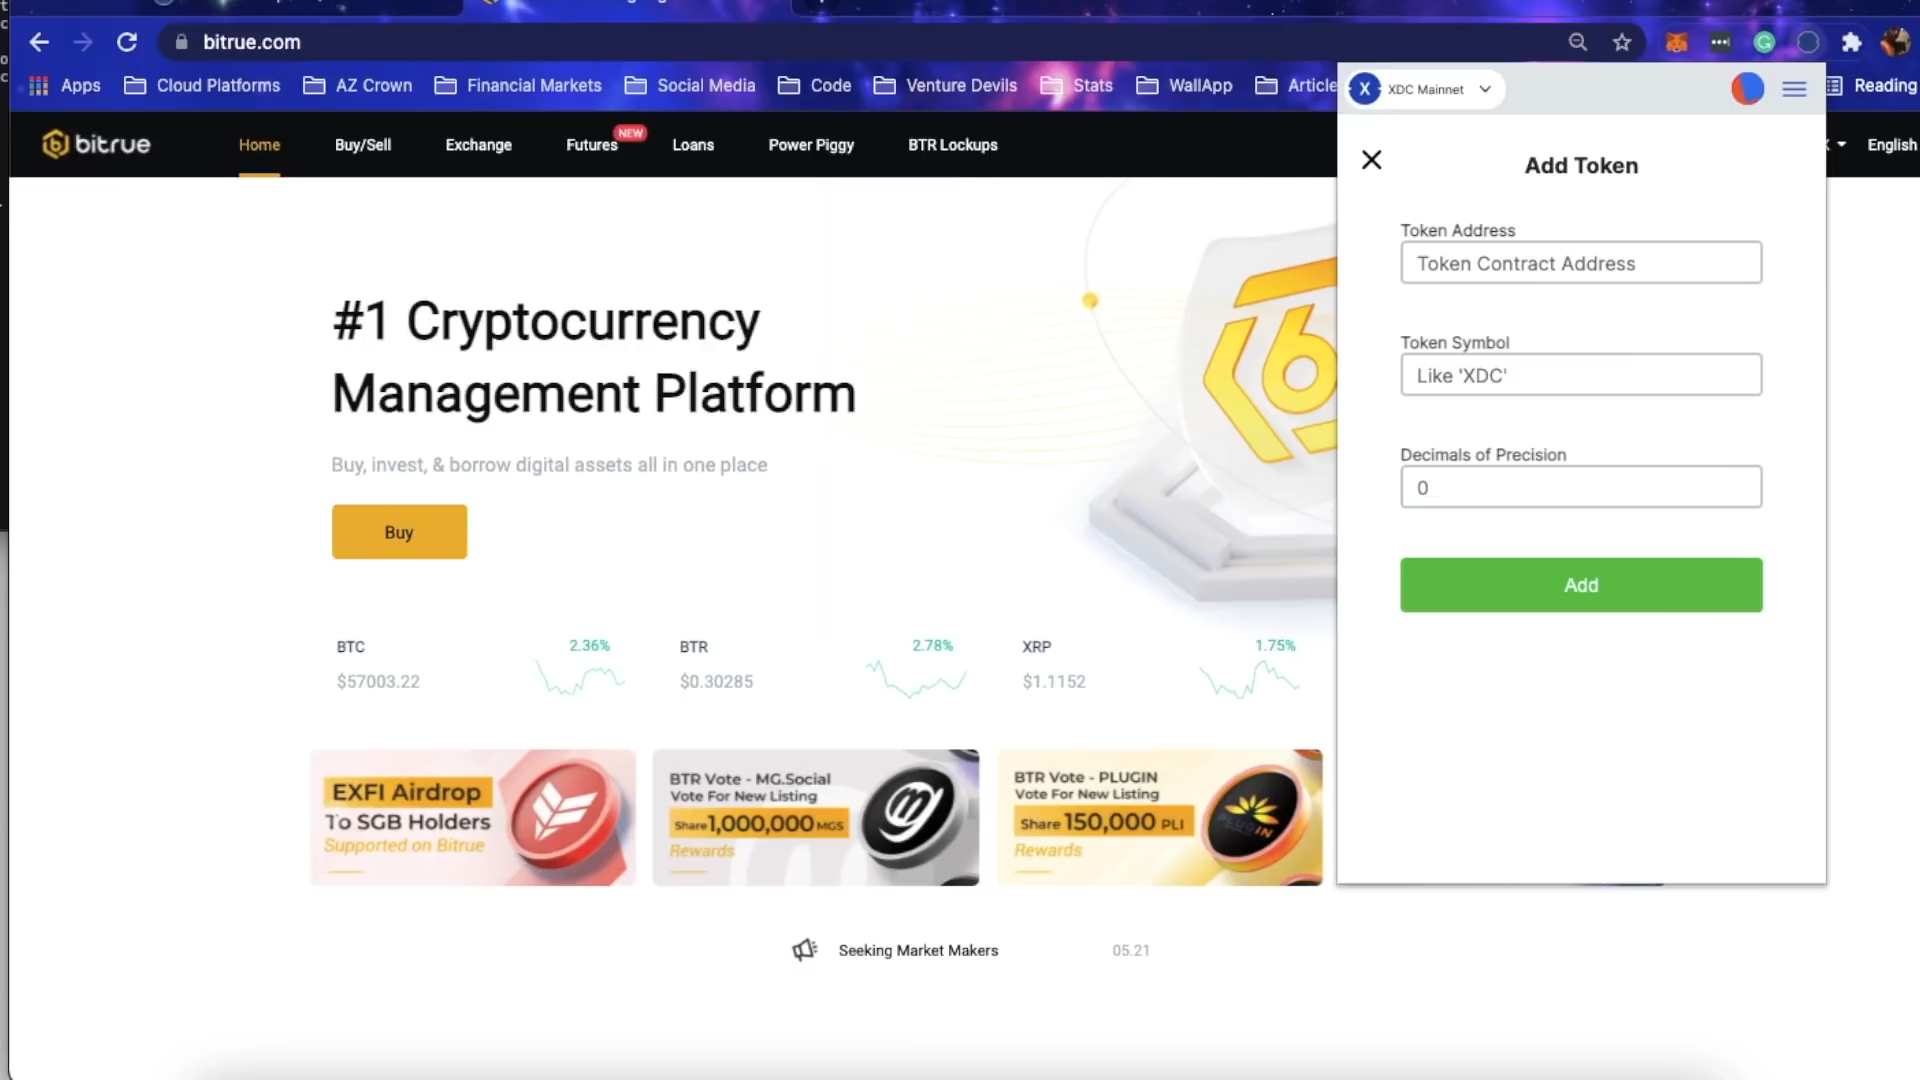 bitrue.com
Apps
Cloud Platforms
AZ Crown
Financial Markets
Social Media
Code
Venture Devils
Stats
WallApp
Article
Reading
XDC Mainnet
bitrue
Home
Buy/Sell
Exchange
Futures
NEW
Loans
Power Piggy
BTR Lockups
English
Add Token
Token Address
Token Contract Address
Token Symbol
Like 'XDC'
Decimals of Precision
0
Add
#1 Cryptocurrency
Management Platform
Buy, invest, & borrow digital assets all in one place
Buy
BTC
2.36%
$57003.22
BTR
2.78%
$0.30285
XRP
1.75%
$1.1152
EXFI Airdrop
To SGB Holders
Supported on Bitrue
BTR Vote - MG.Social
Vote For New Listing
Share 1,000,000 MGS
Rewards
BTR Vote - PLUGIN
Vote For New Listing
Share 150,000 PLI
Rewards
PLUGIN
Seeking Market Makers
05.21